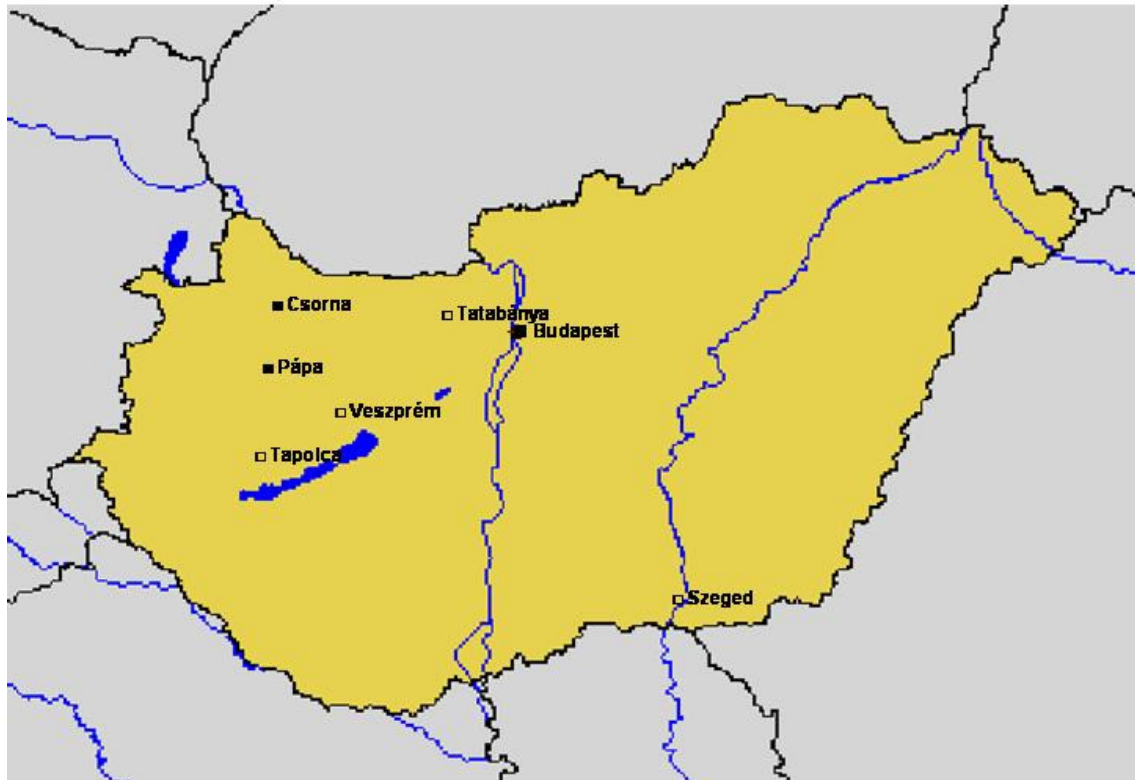 Csorna
Tatabánya
Budapest
Pápa
Veszprém
Tapolca
Szeged